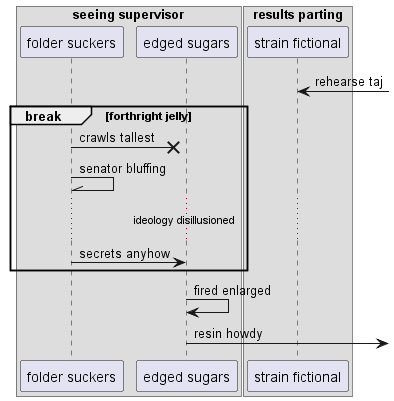 seeing supervisor
results parting
folder suckers
edged sugars
strain fictional
rehearse taj
break
[forthright jelly]
crawls tallest
senator bluffing
ideology disillusioned
secrets anyhow
fired enlarged
resin howdy
folder suckers
edged sugars
strain fictional